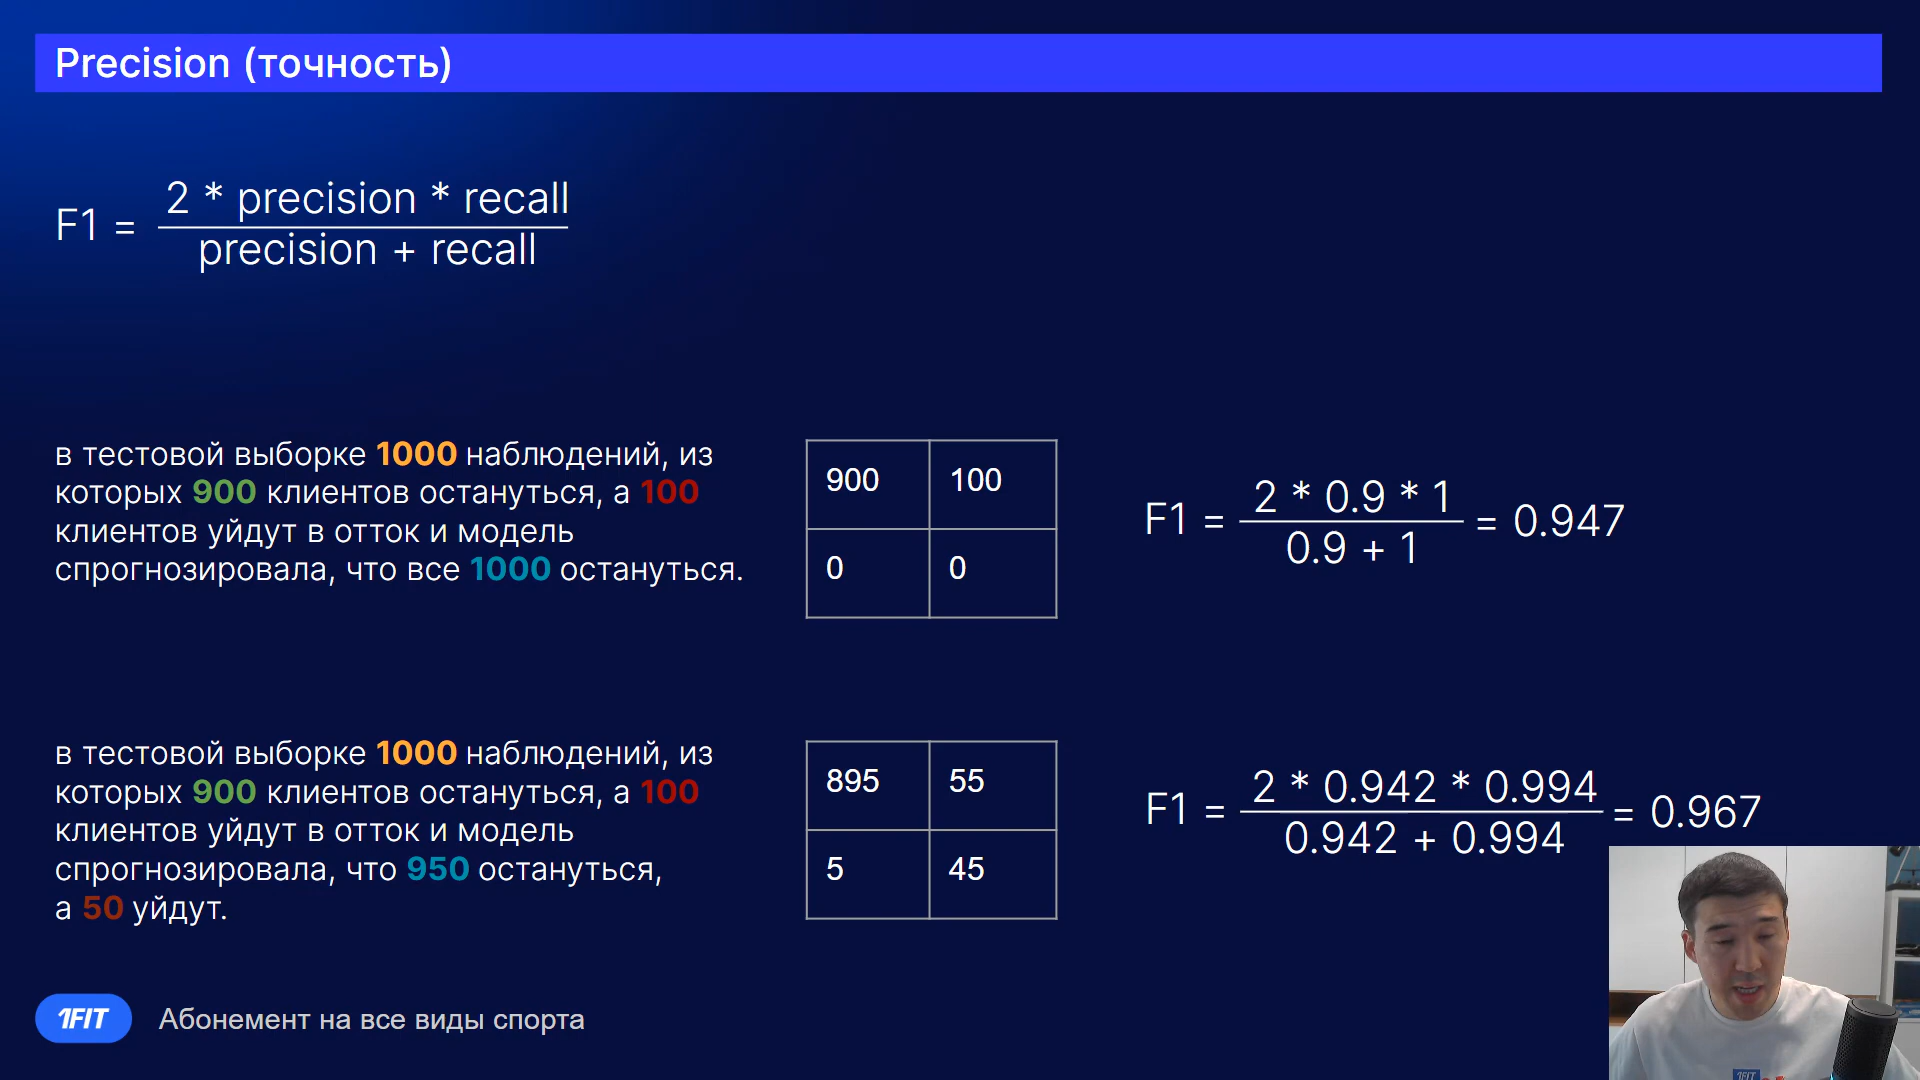 Precision (точность)
F1 = 2 * precision * recall
precision + recall
в тестовой выборке 1000 наблюдений, из
которых 900 клиентов остануться, а 100
клиентов уйдут в отток и модель
спрогнозировала, что все 1000 остануться.
900 100
0 0
F1 = 2 * 0.9 * 1 = 0.947
0.9 + 1
в тестовой выборке 1000 наблюдений, из
которых 900 клиентов остануться, а 100
клиентов уйдут в отток и модель
спрогнозировала, что 950 остануться,
а 50 уйдут.
895 55
5 45
F1 = 2 * 0.942 * 0.994 = 0.967
0.942 + 0.994
1FIT
Абонемент на все виды спорта
1FIT